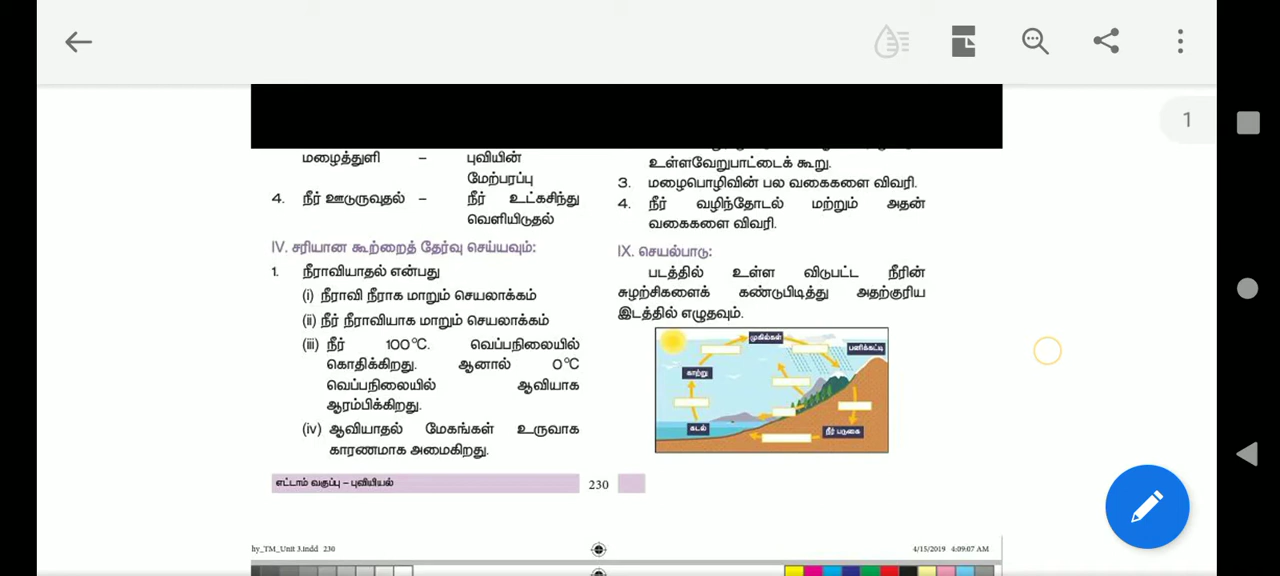 1
மழைத்துளி – புவியின்
மேற்பரப்பு
4. நீர் ஊடுருவுதல் – நீர் உட்கசிந்து
வெளியிடுதல்
IV. சரியான கூற்றைத் தேர்வு செய்யவும்:
1. நீராவியாதல் என்பது
(i) நீராவி நீராக மாறும் செயலாக்கம்
(ii) நீர் நீராவியாக மாறும் செயலாக்கம்
(iii) நீர் 100°C. வெப்பநிலையில்
கொதிக்கிறது. ஆனால் 0°C
வெப்பநிலையில் ஆவியாக
ஆரம்பிக்கிறது.
(iv) ஆவியாதல் மேகங்கள் உருவாக
காரணமாக அமைகிறது.
உள்ளவேறுபாட்டைக் கூறு.
3. மழைபொழிவின் பல வகைகளை விவரி.
4. நீர் வழிந்தோடல் மற்றும் அதன்
வகைகளை விவரி.
IX. செயல்பாடு:
படத்தில் உள்ள விடுபட்ட நீரின்
சுழற்சிகளைக் கண்டுபிடித்து அதற்குரிய
இடத்தில் எழுதவும்.
முகில்கள்
பனிக்கட்டி
காற்று
கடல்
நீர் படுகை
எட்டாம் வகுப்பு – புவியியல்
230
hy_TM_Unit 3.indd 230
4/15/2019 4:09:07 AM